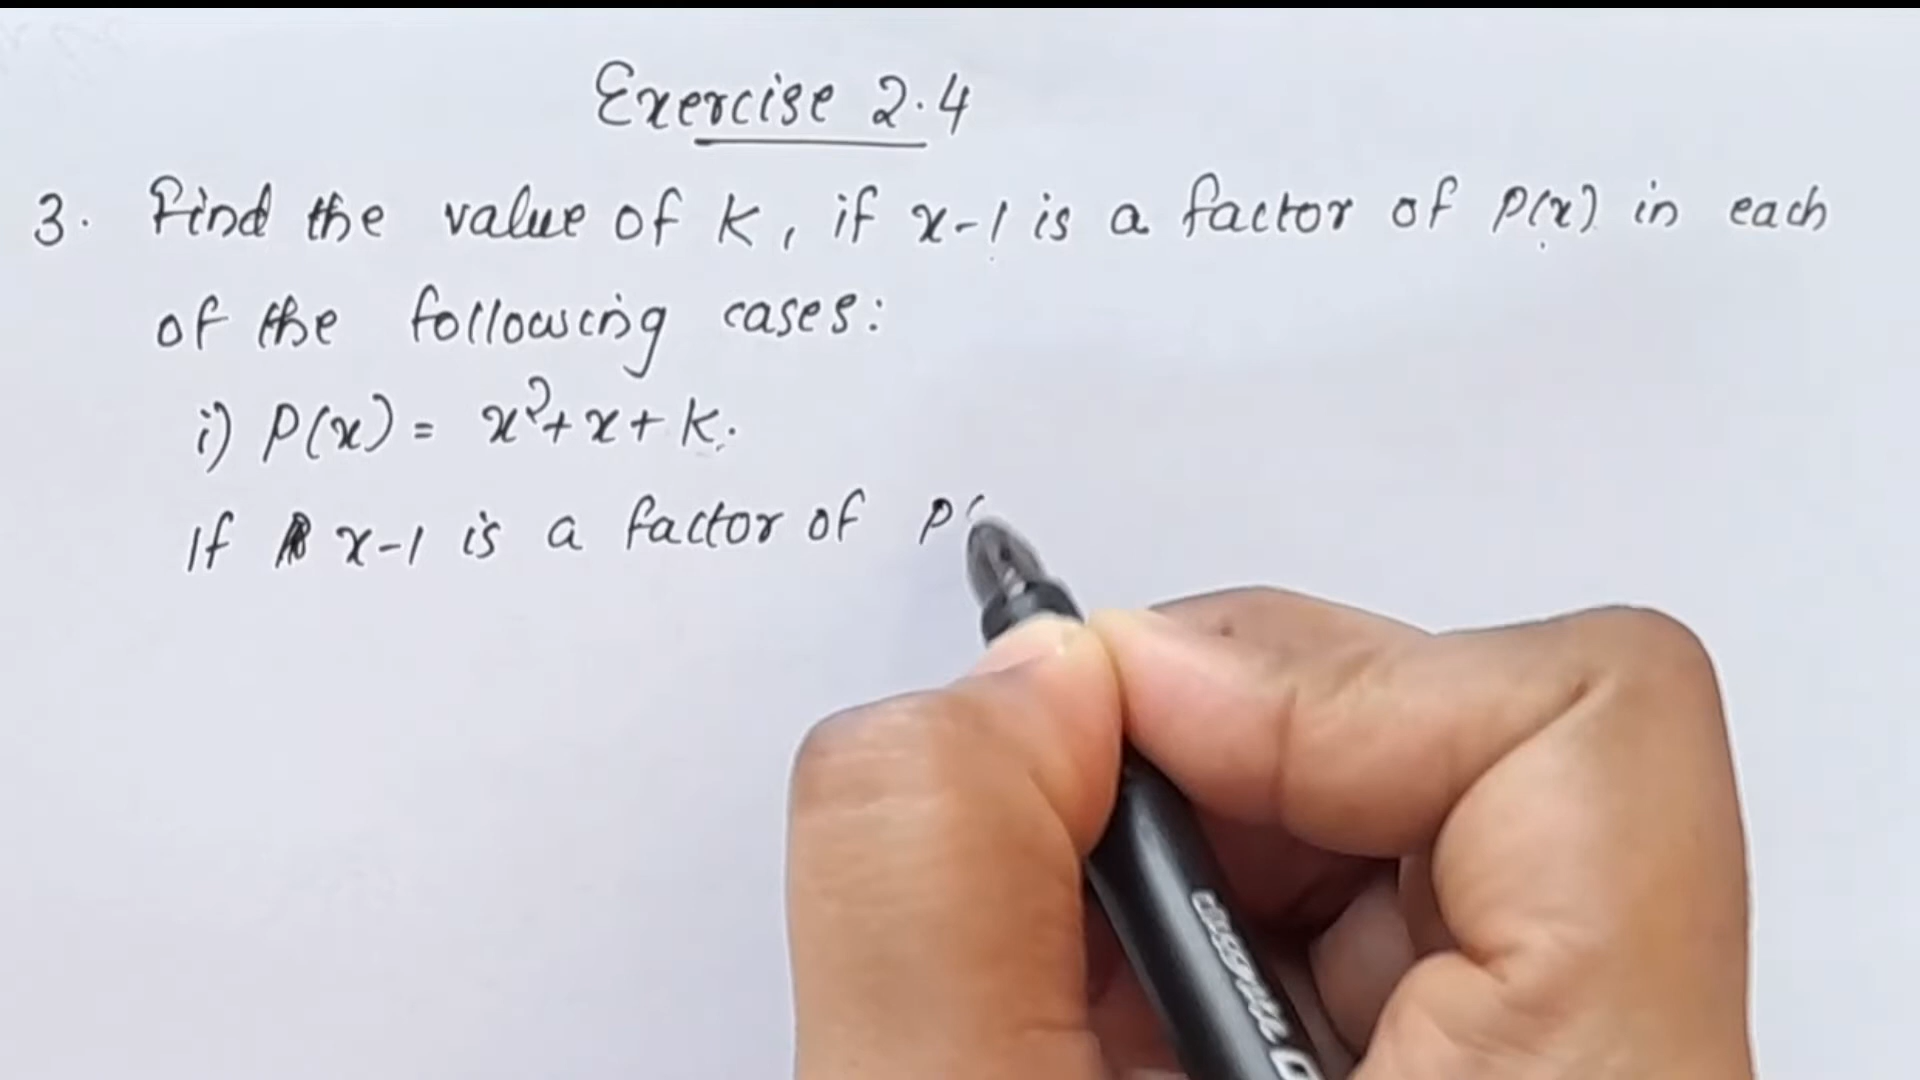 Exercise 2.4
3. Find the value of K, if x-1 is a factor of P(x) in each
of the following cases:
i) P(x) = x²+x+K.
If x-1 is a factor of P(